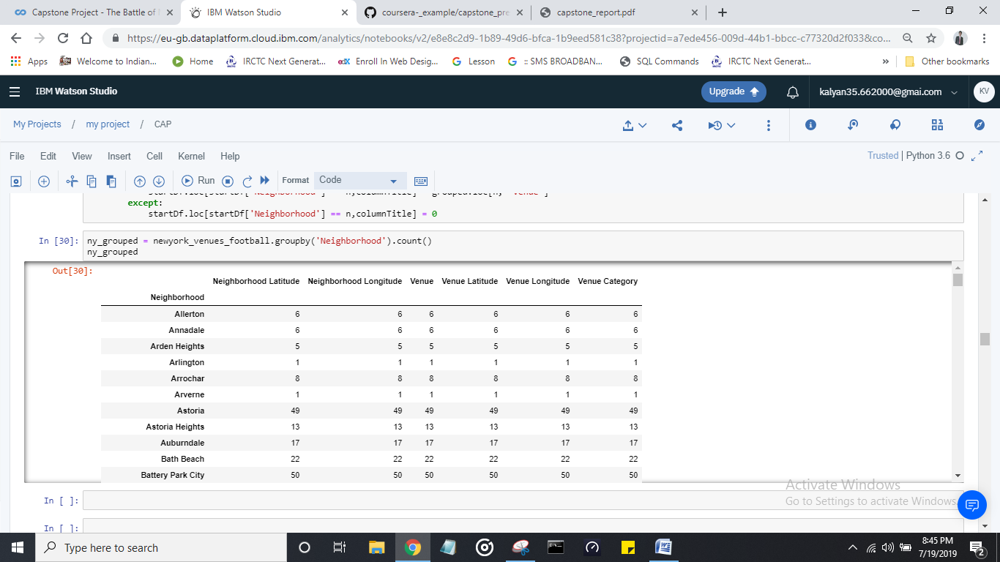 Capstone Project - The Battle of
IBM Watson Studio
coursera-_example/capstone_pre
capstone_report.pdf
https://eu-gb.dataplatform.cloud.ibm.com/analytics/notebooks/v2/e8e8c2d9-1b89-49d6-bfca-1b9eed581c38?projectid=a7ede456-009d-44b1-bbcc-c77320d2f033&co...
Apps Welcome to Indian... Home IRCTC Next Generat... edX Enroll In Web Desig... Lesson :: SMS BROADBAN... SQL Commands IRCTC Next Generat... » Other bookmarks
IBM Watson Studio Upgrade kalyan35.662000@gmai.com KV
My Projects / my project / CAP
File Edit View Insert Cell Kernel Help Trusted | Python 3.6
Run Format Code
except:
startDf.loc[startDf['Neighborhood'] == n,columnTitle] = 0
In [30]: ny_grouped = newyork_venues_football.groupby('Neighborhood').count()
ny_grouped
Out[30]:
Neighborhood Latitude Neighborhood Longitude Venue Venue Latitude Venue Longitude Venue Category
Neighborhood
Allerton 6 6 6 6 6 6
Annadale 6 6 6 6 6 6
Arden Heights 5 5 5 5 5 5
Arlington 1 1 1 1 1 1
Arrochar 8 8 8 8 8 8
Arverne 1 1 1 1 1 1
Astoria 49 49 49 49 49 49
Astoria Heights 13 13 13 13 13 13
Auburndale 17 17 17 17 17 17
Bath Beach 22 22 22 22 22 22
Battery Park City 50 50 50 50 50 50
Activate Windows
Go to Settings to activate Windows.
In [ ]:
In [ ]:
Type here to search
8:45 PM
7/19/2019
2